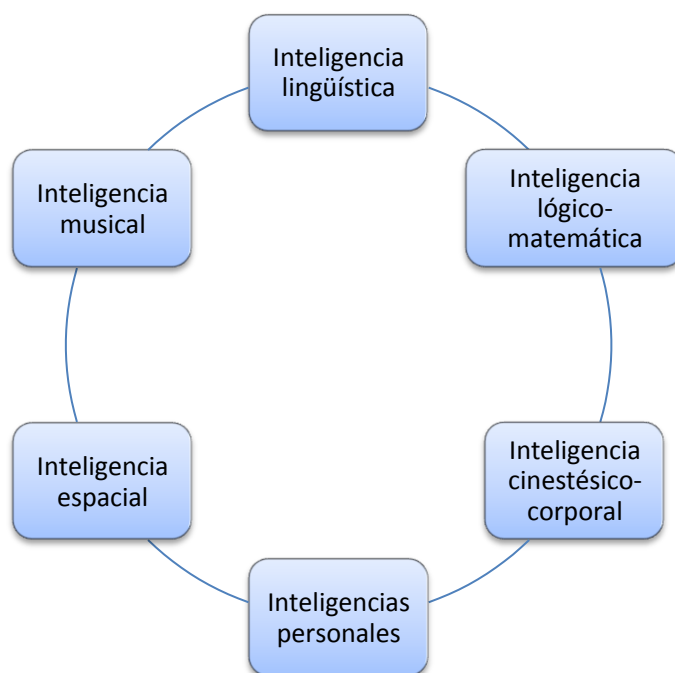 Inteligencia
lingüística
Inteligencia
lógico-
matemática
Inteligencia
cinestésico-
corporal
Inteligencias
personales
Inteligencia
espacial
Inteligencia
musical